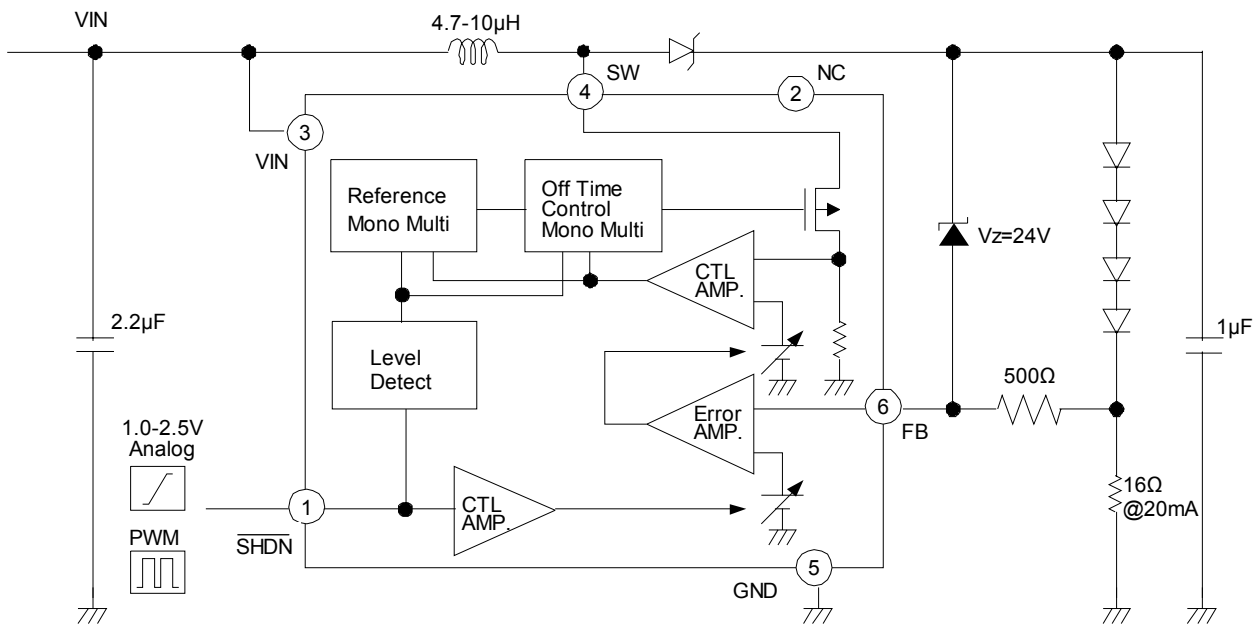 VIN
4.7-10µH
SW
4
NC
2
3
VIN
Reference
Mono Multi
Off Time
Control
Mono Multi
CTL
AMP.
Vz=24V
2.2µF
1µF
Level
Detect
500Ω
Error
AMP.
6
FB
1.0-2.5V
Analog
1
CTL
AMP.
16Ω
@20mA
PWM
SHDN
GND
5